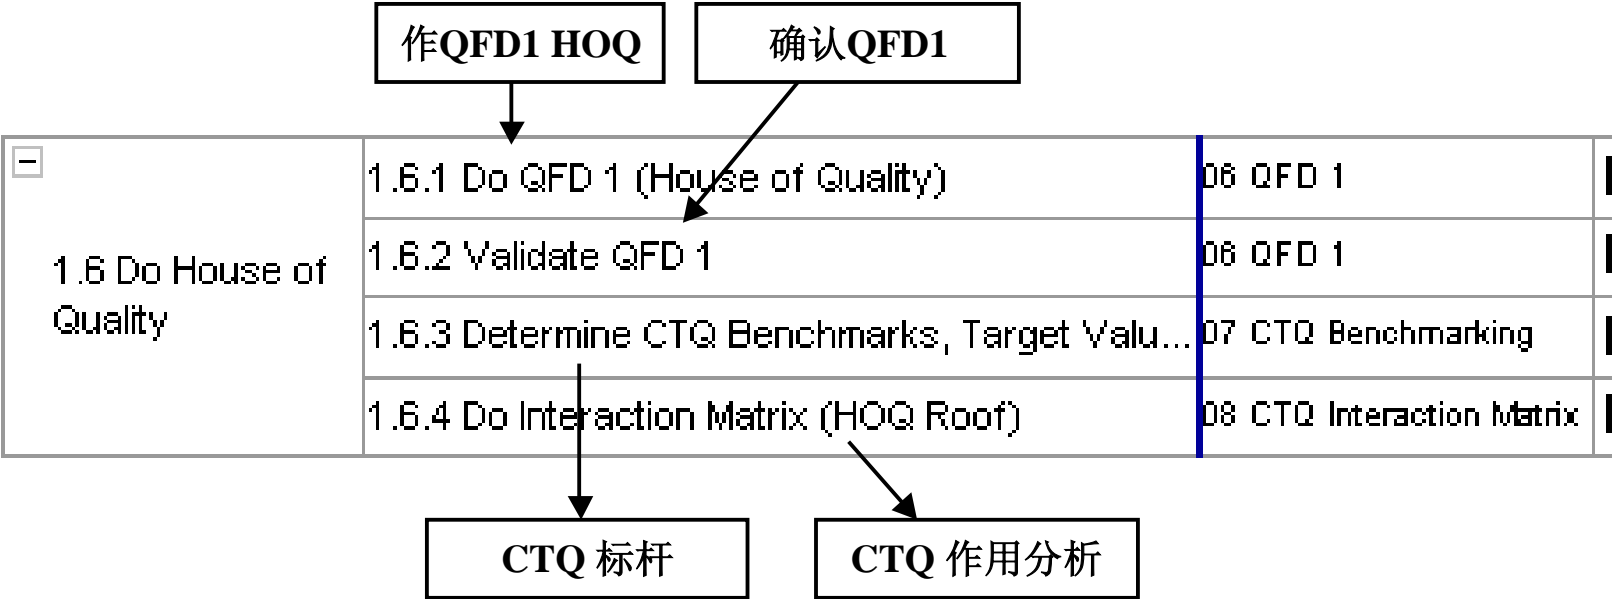 作QFD1 HOQ
确认QFD1
1.6.1 Do QFD 1 (House of Quality)
06 QFD 1
1.6 Do House of
Quality
1.6.2 Validate QFD 1
06 QFD 1
1.6.3 Determine CTQ Benchmarks, Target Valu...
07 CTQ Benchmarking
1.6.4 Do Interaction Matrix (HOQ Roof)
08 CTQ Interaction Matrix
CTQ 标杆
CTQ 作用分析